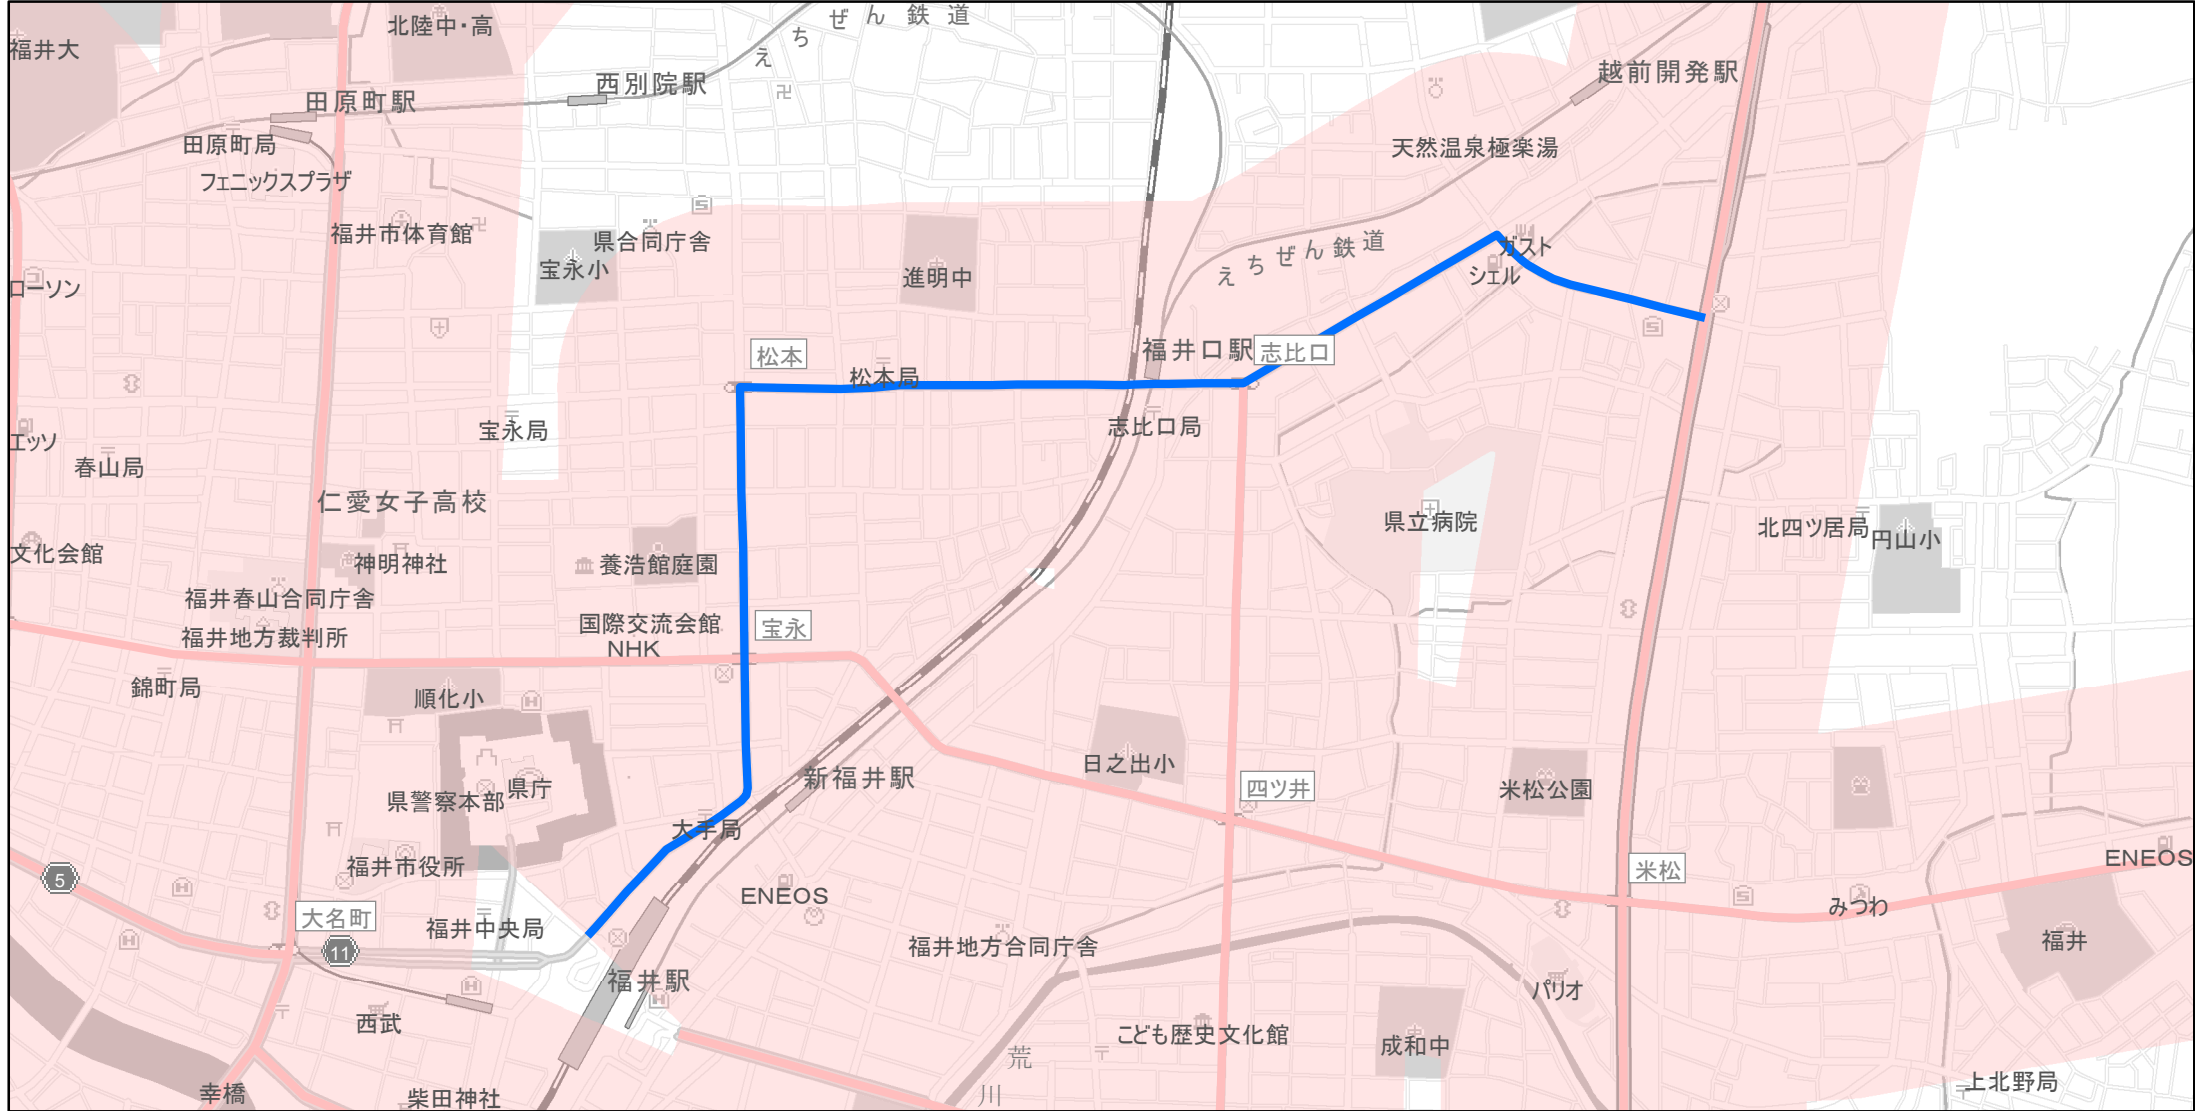 えちぜん鉄道
北陸中・高
福井大
西別院駅
越前開発駅
田原町駅
田原町局
天然温泉極楽湯
フェニックスプラザ
福井市体育館
県合同庁舎
えちぜん鉄道
ガスト
宝永小
進明中
シェル
ローソン
福井口駅
志比口
松本
松本局
宝永局
志比口局
エッソ
春山局
仁愛女子高校
県立病院
北四ツ居局
円山小
文化会館
神明神社
養浩館庭園
福井春山合同庁舎
国際交流会館
宝永
福井地方裁判所
NHK
錦町局
順化小
日之出小
新福井駅
四ツ井
県庁
県警察本部
米松公園
大手局
福井市役所
米松
ENEOS
5
ENEOS
大名町
みつわ
福井中央局
11
福井地方合同庁舎
福井
福井駅
パリオ
西武
こども歴史文化館
成和中
荒川
上北野局
幸橋
柴田神社